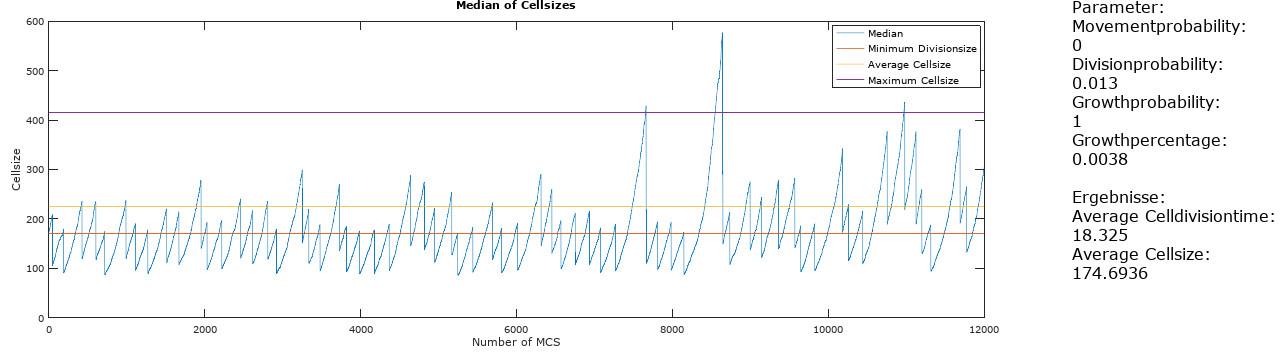 Median of Cellsizes
600
500
400
300
200
100
0
Cellsize
0
2000
4000
6000
8000
10000
12000
Number of MCS
Median
Minimum Divisionsize
Average Cellsize
Maximum Cellsize
Parameter:
Movementprobability:
0
Divisionprobability:
0.013
Growthprobability:
1
Growthpercentage:
0.0038
Ergebnisse:
Average Celldivisiontime:
18.325
Average Cellsize:
174.6936